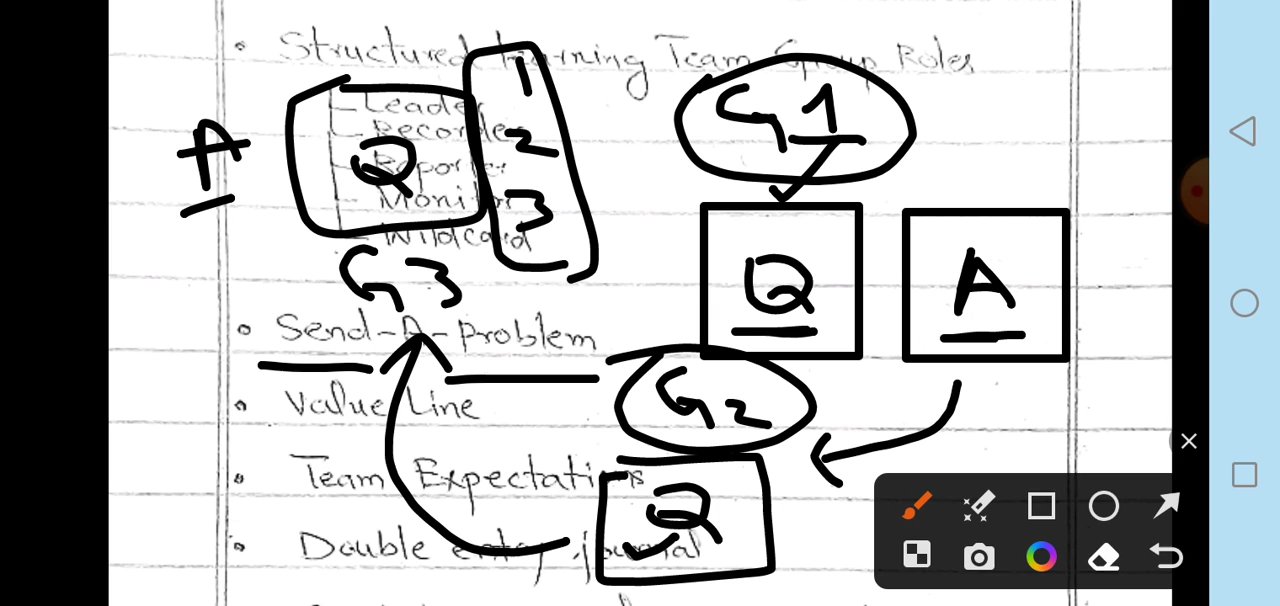 • Structured Learning Team Group Roles
Leader
Recorder
Reporter
Monitor
Wildcard
A
Q
1
2
3
G1
Q
A
G3
• Send-A-Problem
• Value Line
G2
• Team Expectations
Q
• Double entry journal